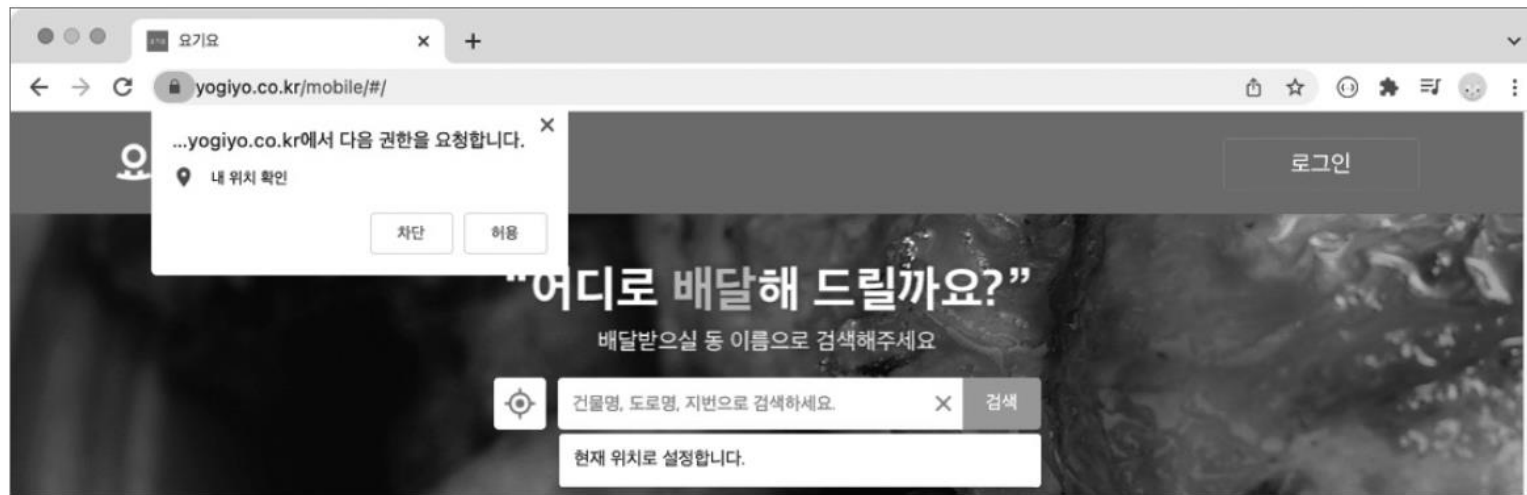 요기요
yogiyo.co.kr/mobile/#/
...yogiyo.co.kr에서 다음 권한을 요청합니다.
내 위치 확인
차단 허용
요
로그인
“어디로 배달해 드릴까요?”
배달받으실 동 이름으로 검색해주세요
건물명, 도로명, 지번으로 검색하세요. 검색
현재 위치로 설정합니다.